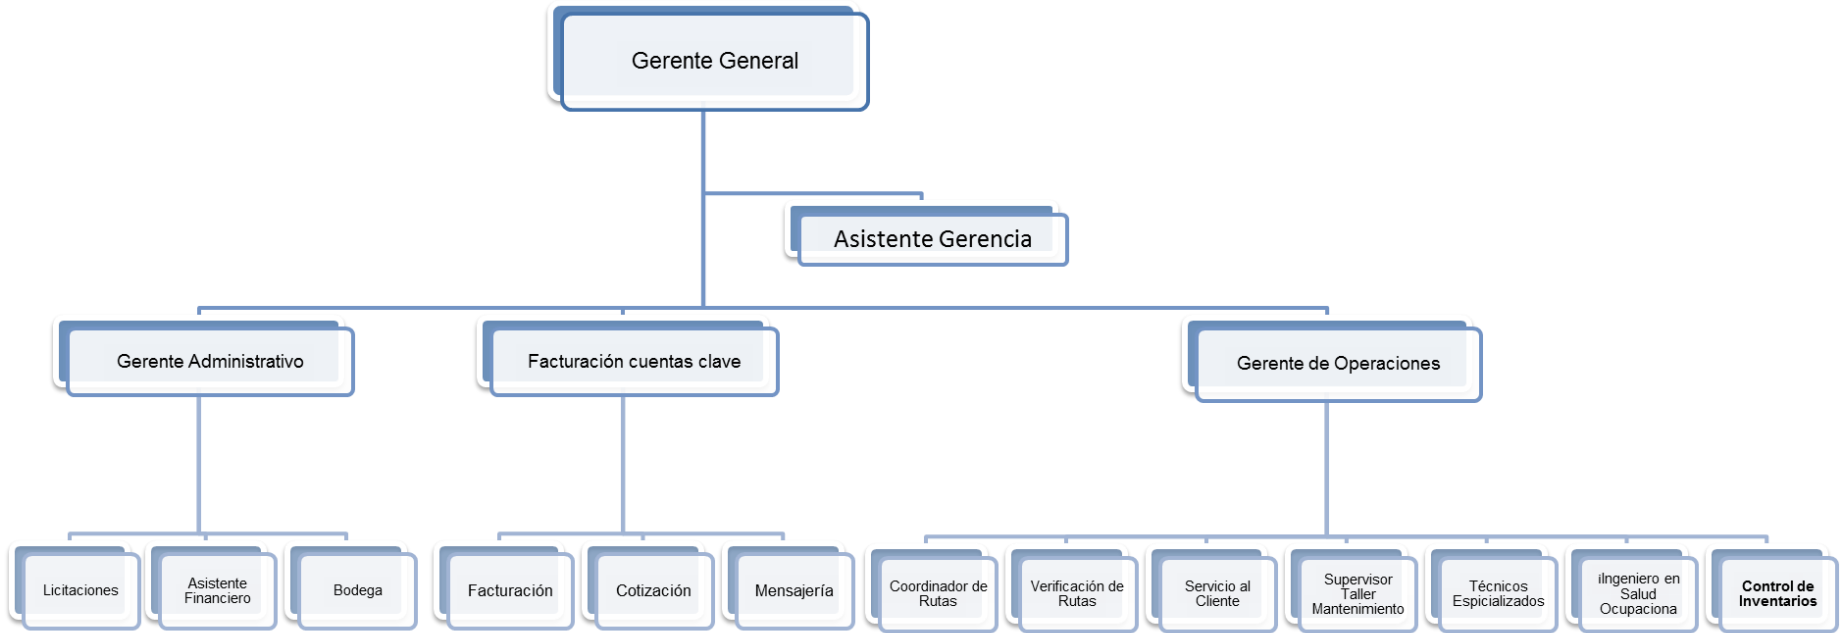 Gerente General
Asistente Gerencia
Gerente Administrativo
Facturación cuentas clave
Gerente de Operaciones
Licitaciones
Asistente
Financiero
Bodega
Facturación
Cotización
Mensajería
Coordinador de
Rutas
Verificación de
Rutas
Servicio al
Cliente
Supervisor
Taller
Mantenimiento
Técnicos
Espicializados
iIngeniero en
Salud
Ocupaciona
Control de
Inventarios